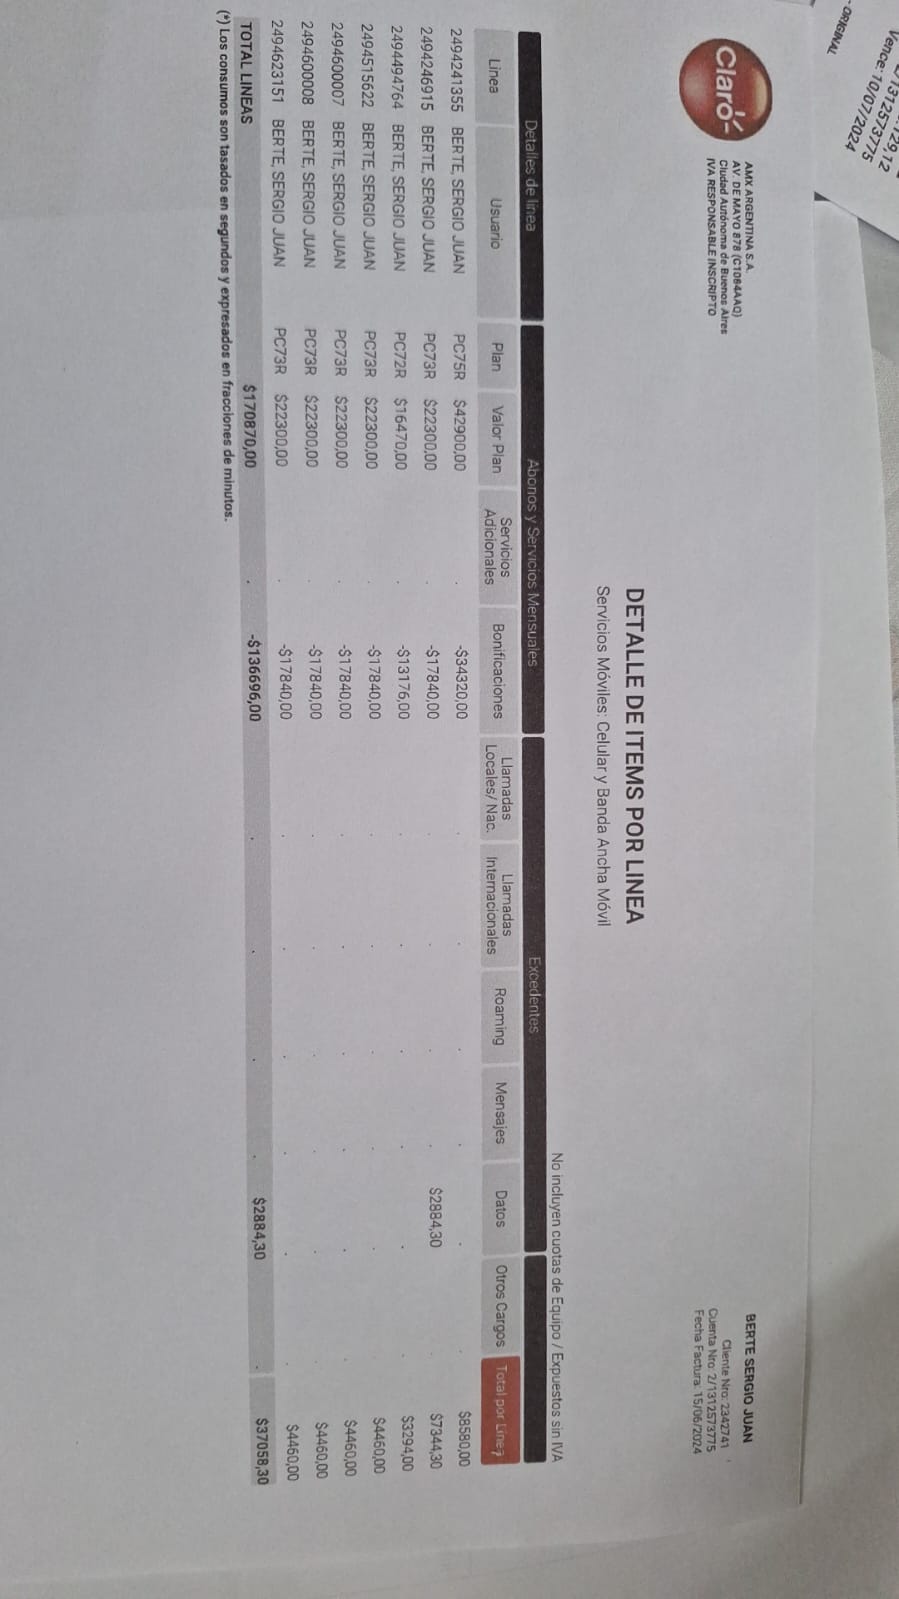 912
1312573775
Vence: 10/07/2024
- ORIGINAL
Claro
AMX ARGENTINA S.A.
AV. DE MAYO 878 (C1084AAQ)
Ciudad Autónoma de Buenos Aires
IVA RESPONSABLE INSCRIPTO
BERTE SERGIO JUAN
Cliente Nro: 2342741
Cuenta Nro: 2/1312573775
Fecha Factura: 15/06/2024
DETALLE DE ITEMS POR LINEA
Servicios Móviles: Celular y Banda Ancha Móvil
No incluyen cuotas de Equipo / Expuestos sin IVA
Detalles de línea Abonos y Servicios Mensuales Excedentes
Linea Usuario Plan Valor Plan Servicios Adicionales Bonificaciones Llamadas Locales/ Nac. Llamadas Internacionales Roaming Mensajes Datos Otros Cargos Total por Linea
2494241355 BERTE, SERGIO JUAN PC75R $42900,00 . -$34320,00 . . . . . . $8580,00
2494246915 BERTE, SERGIO JUAN PC73R $22300,00 . -$17840,00 . . . . $2884,30 . $7344,30
2494494764 BERTE, SERGIO JUAN PC72R $16470,00 . -$13176,00 . . . . . . $3294,00
2494515622 BERTE, SERGIO JUAN PC73R $22300,00 . -$17840,00 . . . . . . $4460,00
2494600007 BERTE, SERGIO JUAN PC73R $22300,00 . -$17840,00 . . . . . . $4460,00
2494600008 BERTE, SERGIO JUAN PC73R $22300,00 . -$17840,00 . . . . . . $4460,00
2494623151 BERTE, SERGIO JUAN PC73R $22300,00 . -$17840,00 . . . . . . $4460,00
TOTAL LINEAS $170870,00 . -$136696,00 . . . . $2884,30 . $37058,30
(*) Los consumos son tasados en segundos y expresados en fracciones de minutos.